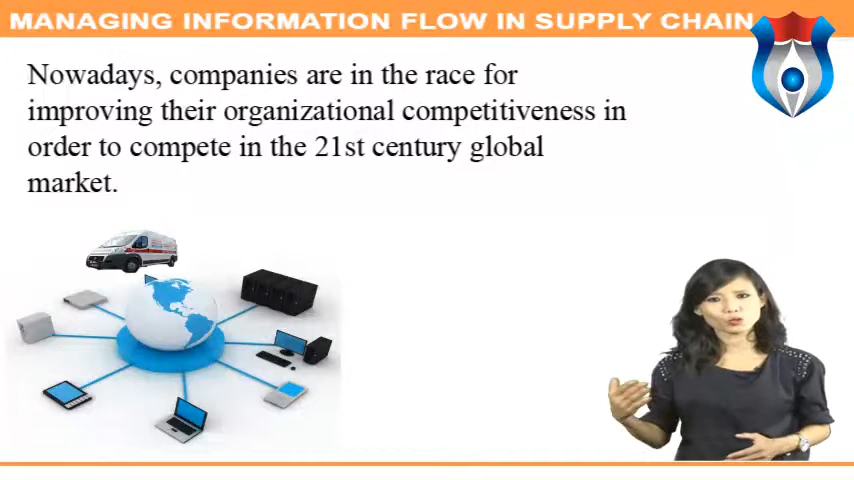 MANAGING INFORMATION FLOW IN SUPPLY CHAIN
Nowadays, companies are in the race for
improving their organizational competitiveness in
order to compete in the 21st century global
market.